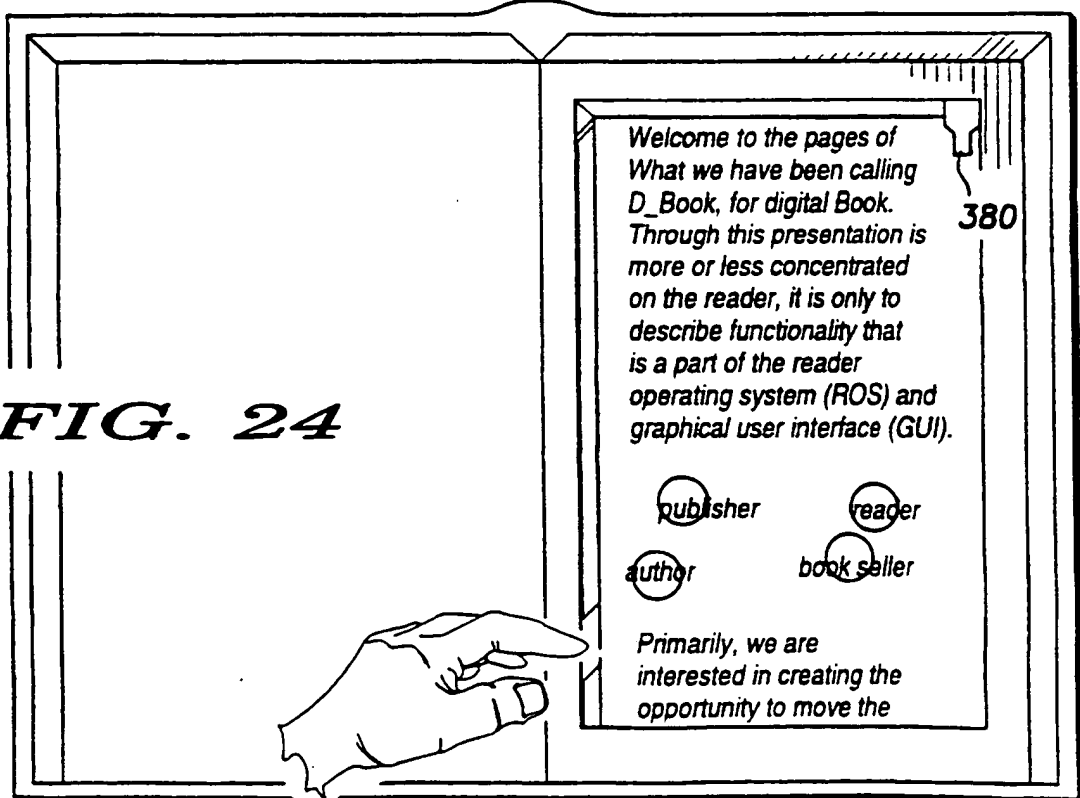 Welcome to the pages of
What we have been calling
D_Book, for digital Book.
Through this presentation is
more or less concentrated
on the reader, it is only to
describe functionality that
is a part of the reader
operating system (ROS) and
graphical user interface (GUI).
380
FIG. 24
publisher reader
author book seller
Primarily, we are
interested in creating the
opportunity to move the